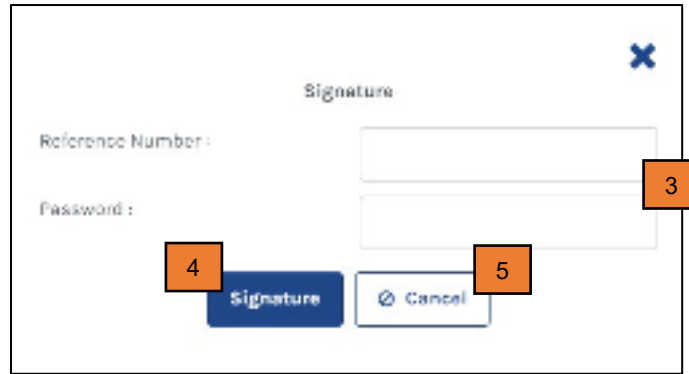 Signature
Reference Number :
3
Password :
4
5
Signature
Cancel